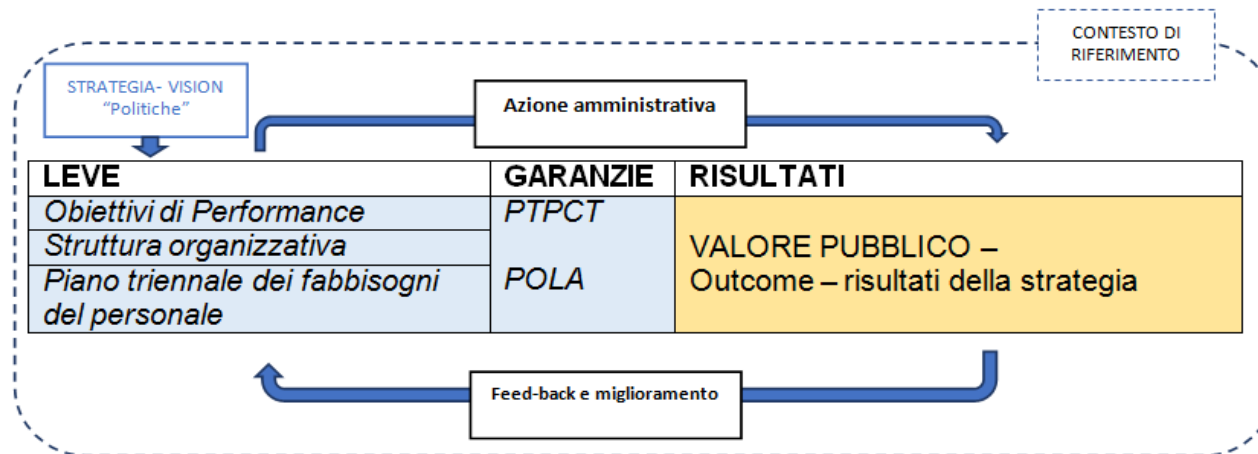 CONTESTO DI
RIFERIMENTO
STRATEGIA- VISION
“Politiche”
Azione amministrativa
LEVE
GARANZIE
RISULTATI
Obiettivi di Performance
PTPCT
Struttura organizzativa
Piano triennale dei fabbisogni
del personale
POLA
VALORE PUBBLICO –
Outcome – risultati della strategia
Feed-back e miglioramento